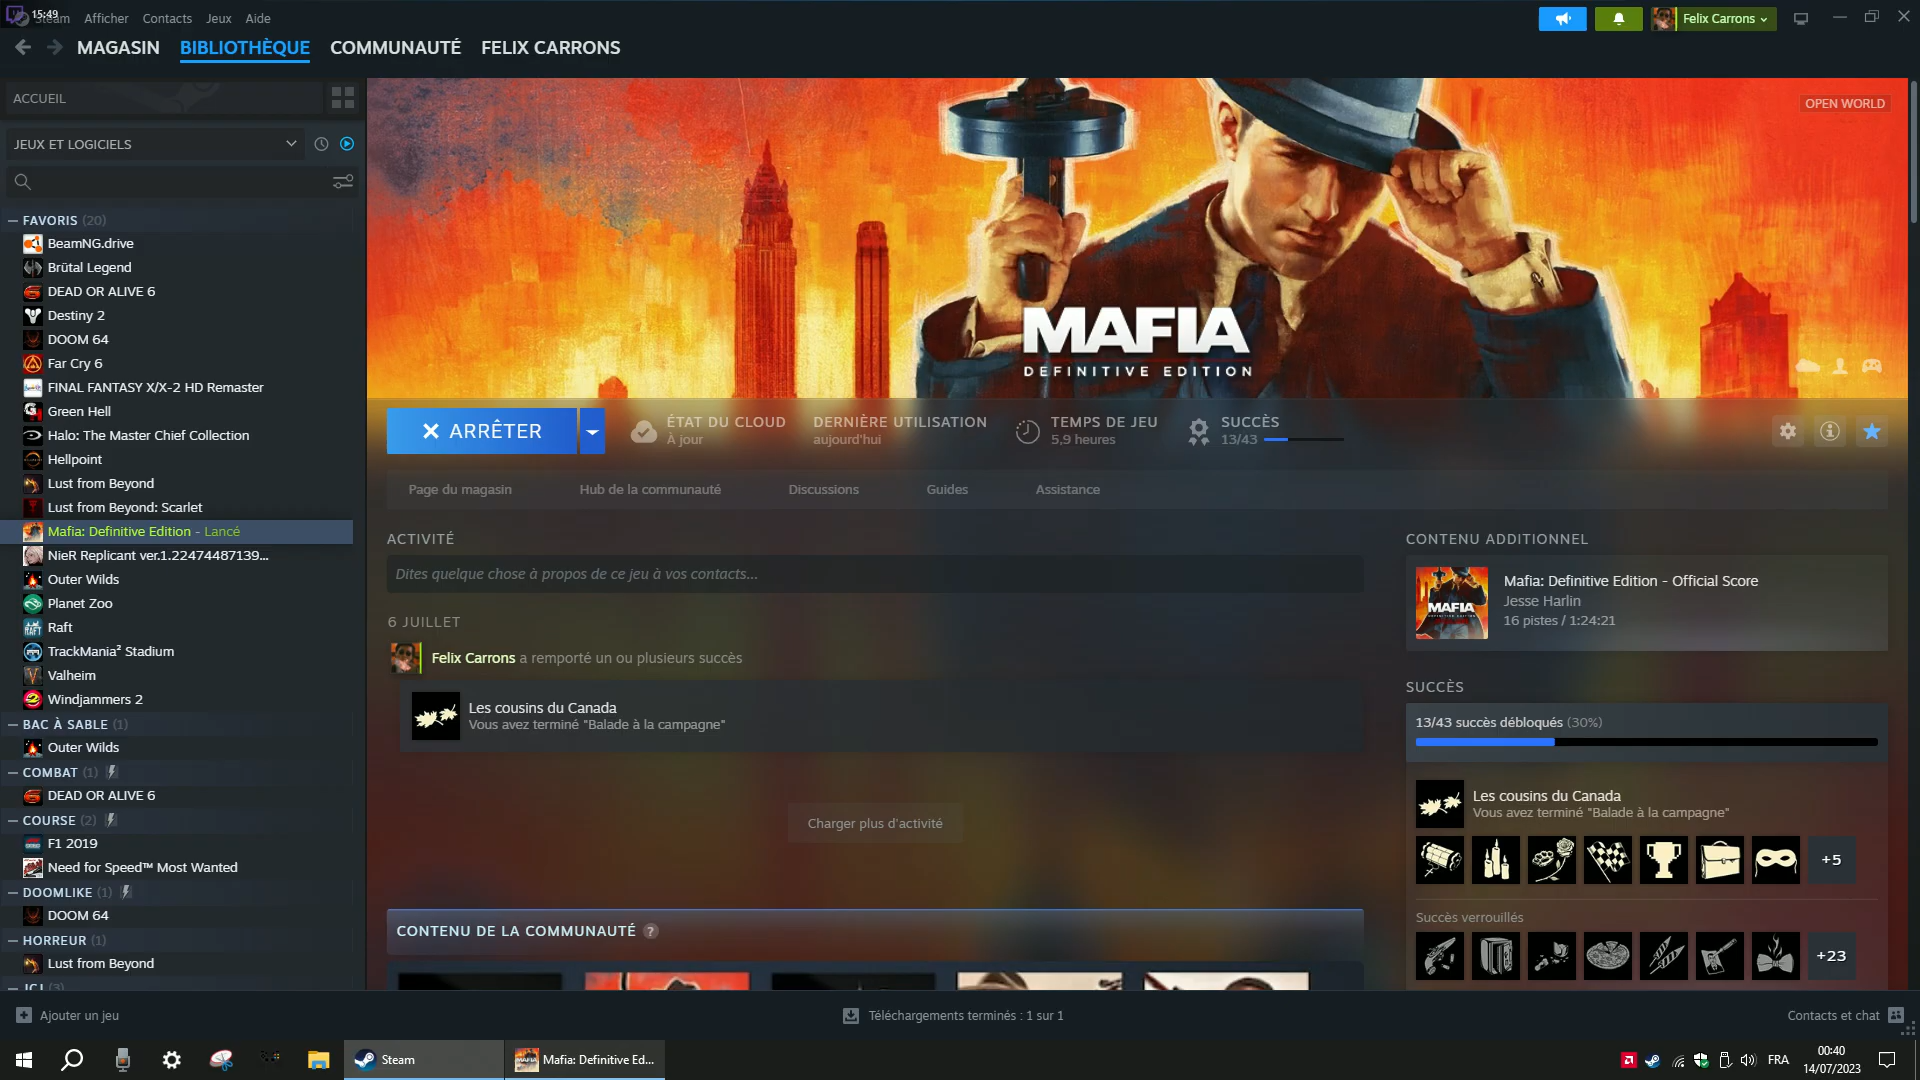 15:49
Steam Afficher Contacts Jeux Aide
Felix Carrons
MAGASIN BIBLIOTHÈQUE COMMUNAUTÉ FELIX CARRONS
ACCUEIL
JEUX ET LOGICIELS
FAVORIS (20)
BeamNG.drive
Brütal Legend
DEAD OR ALIVE 6
Destiny 2
DOOM 64
Far Cry 6
FINAL FANTASY X/X-2 HD Remaster
Green Hell
Halo: The Master Chief Collection
Hellpoint
Lust from Beyond
Lust from Beyond: Scarlet
Mafia: Definitive Edition - Lancé
NieR Replicant ver.1.22474487139...
Outer Wilds
Planet Zoo
Raft
TrackMania² Stadium
Valheim
Windjammers 2
BAC À SABLE (1)
Outer Wilds
COMBAT (1)
DEAD OR ALIVE 6
COURSE (2)
F1 2019
Need for Speed™ Most Wanted
DOOMLIKE (1)
DOOM 64
HORREUR (1)
Lust from Beyond
JCJ (3)
OPEN WORLD
MAFIA
DEFINITIVE EDITION
ARRÊTER
ÉTAT DU CLOUD
À jour
DERNIÈRE UTILISATION
aujourd'hui
TEMPS DE JEU
5,9 heures
SUCCÈS
13/43
Page du magasin Hub de la communauté Discussions Guides Assistance
ACTIVITÉ
Dites quelque chose à propos de ce jeu à vos contacts...
6 JUILLET
Felix Carrons a remporté un ou plusieurs succès
Les cousins du Canada
Vous avez terminé "Balade à la campagne"
Charger plus d'activité
CONTENU DE LA COMMUNAUTÉ ?
CONTENU ADDITIONNEL
MAFIA
Mafia: Definitive Edition - Official Score
Jesse Harlin
16 pistes / 1:24:21
SUCCÈS
13/43 succès débloqués (30%)
Les cousins du Canada
Vous avez terminé "Balade à la campagne"
+5
Succès verrouillés
+23
Ajouter un jeu
Téléchargements terminés : 1 sur 1
Contacts et chat
Steam
Mafia: Definitive Ed...
FRA
00:40
14/07/2023